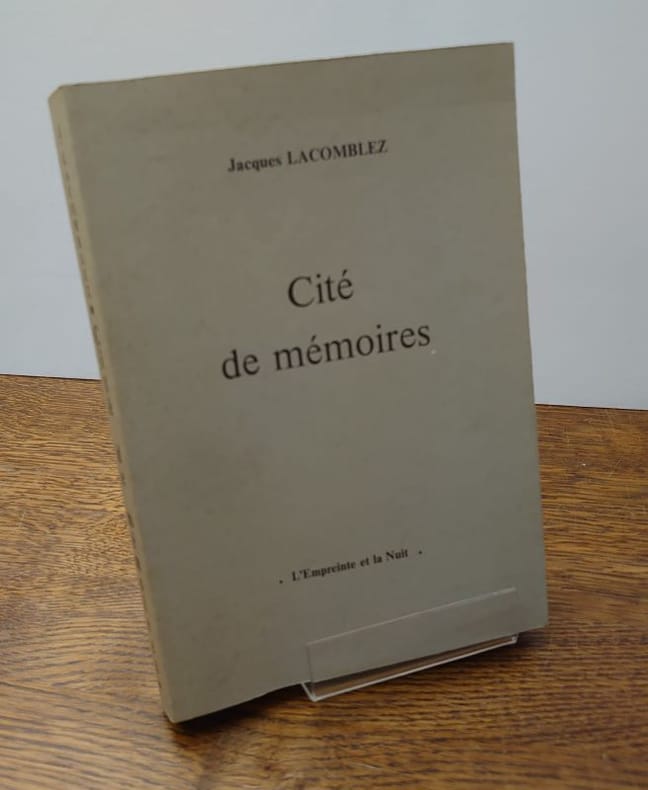 Jacques LACOMBLEZ
Cité
de mémoires
. L'Empreinte et la Nuit .